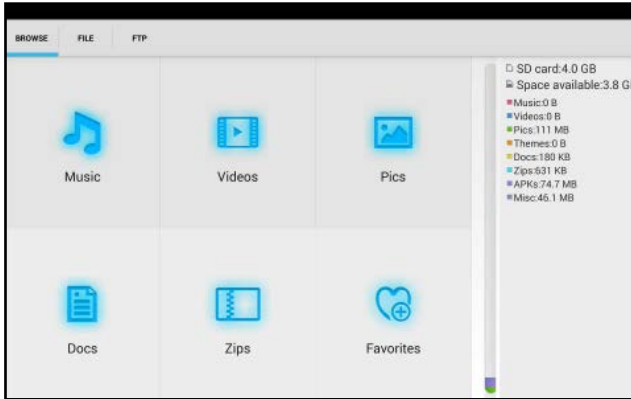 BROWSE FILE FTP
Music
Videos
Pics
Docs
Zips
Favorites
SD card:4.0 GB
Space available:3.8 G
Music:0 B
Videos:0 B
Pics:111 MB
Themes:0 B
Docs:180 KB
Zips:631 KB
APKs:74.7 MB
Misc:46.1 MB